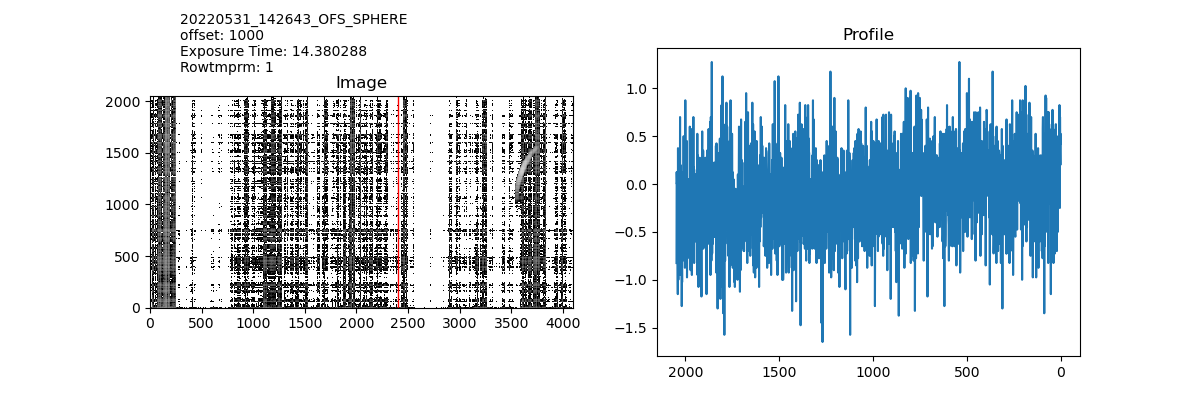 20220531_142643_OFS_SPHERE
offset: 1000
Exposure Time: 14.380288
Rowtmprm: 1
Image
2000
1500
1000
500
0
0 500 1000 1500 2000 2500 3000 3500 4000
Profile
1.0
0.5
0.0
−0.5
−1.0
−1.5
2000 1500 1000 500 0